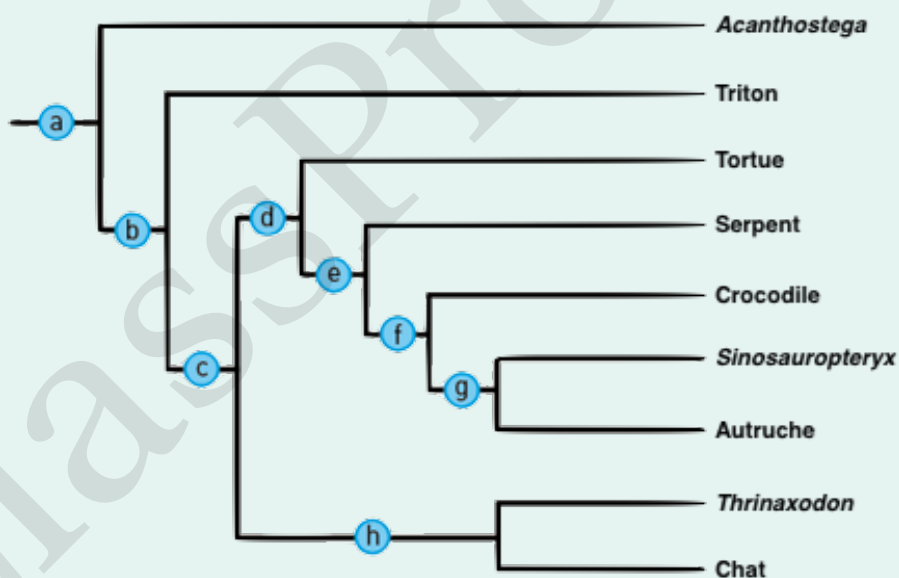 Acanthostega
a
Triton
Tortue
d
b
Serpent
e
Crocodile
f
Sinosauropteryx
c
g
Autruche
Thrinaxodon
h
Chat